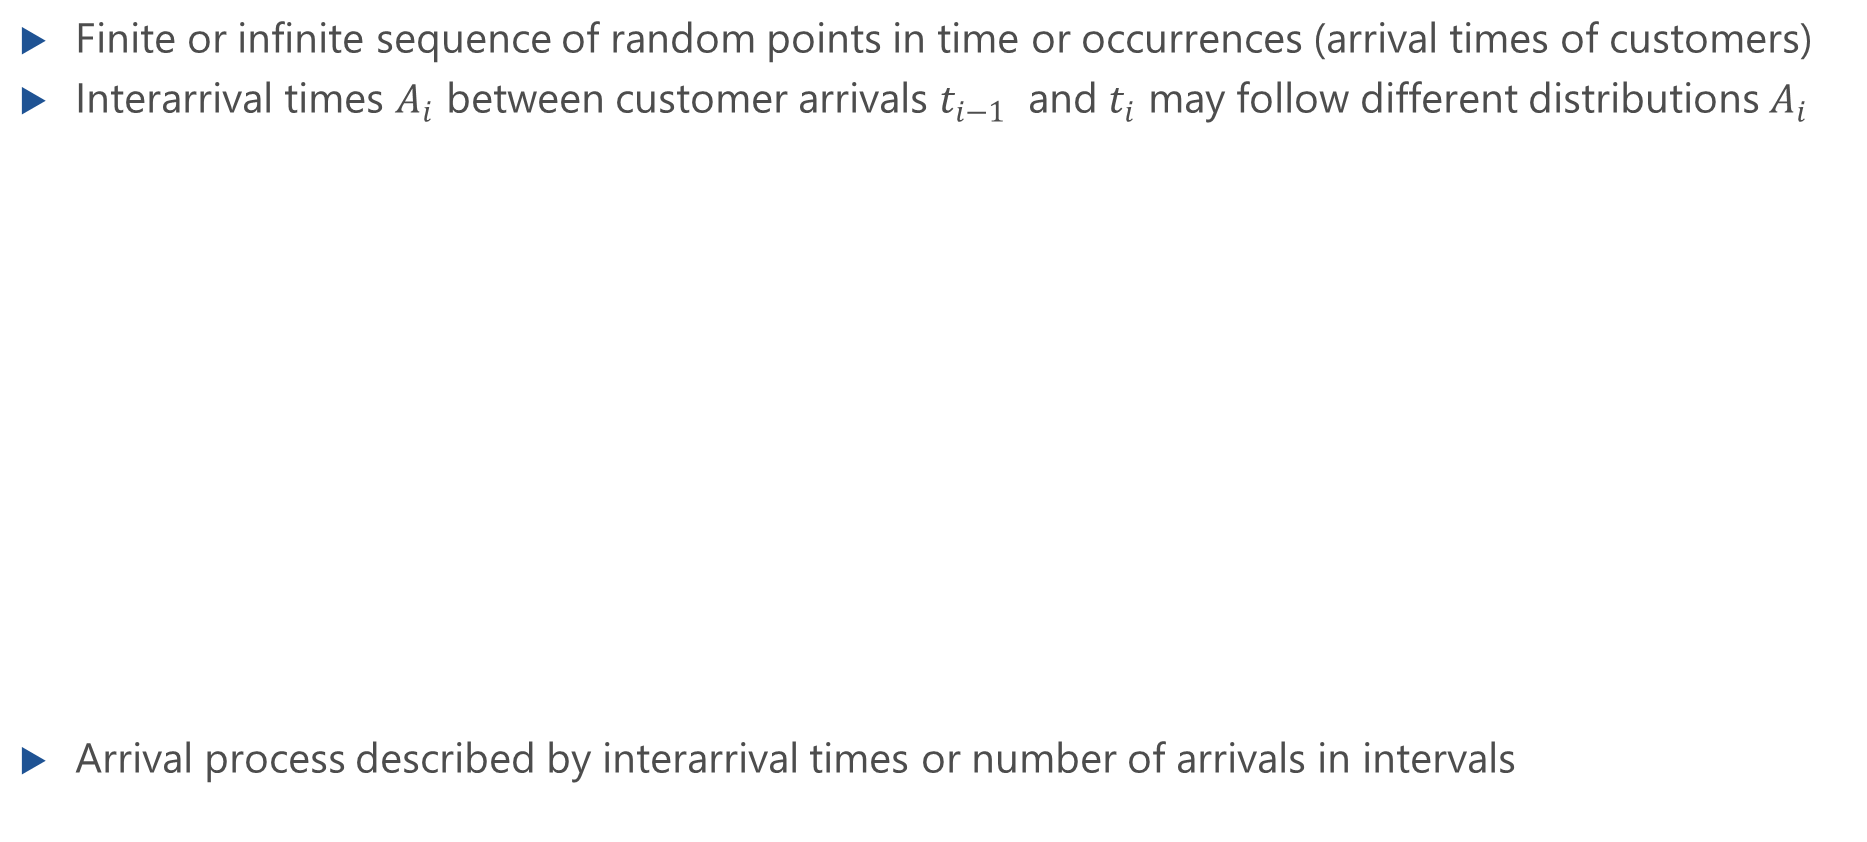 ▶ Finite or infinite sequence of random points in time or occurrences (arrival times of customers)
▶ Interarrival times A_i between customer arrivals t_{i−1} and t_i may follow different distributions A_i
▶ Arrival process described by interarrival times or number of arrivals in intervals